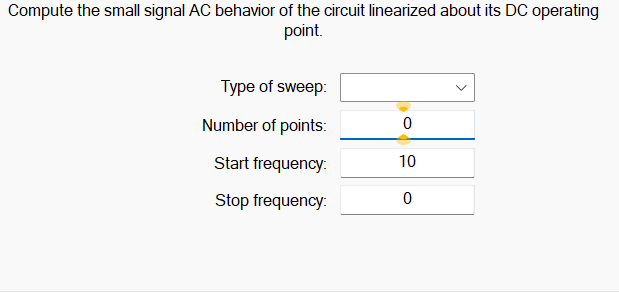 Compute the small signal AC behavior of the circuit linearized about its DC operating
point.
Type of sweep:
Number of points: 0
Start frequency: 10
Stop frequency: 0